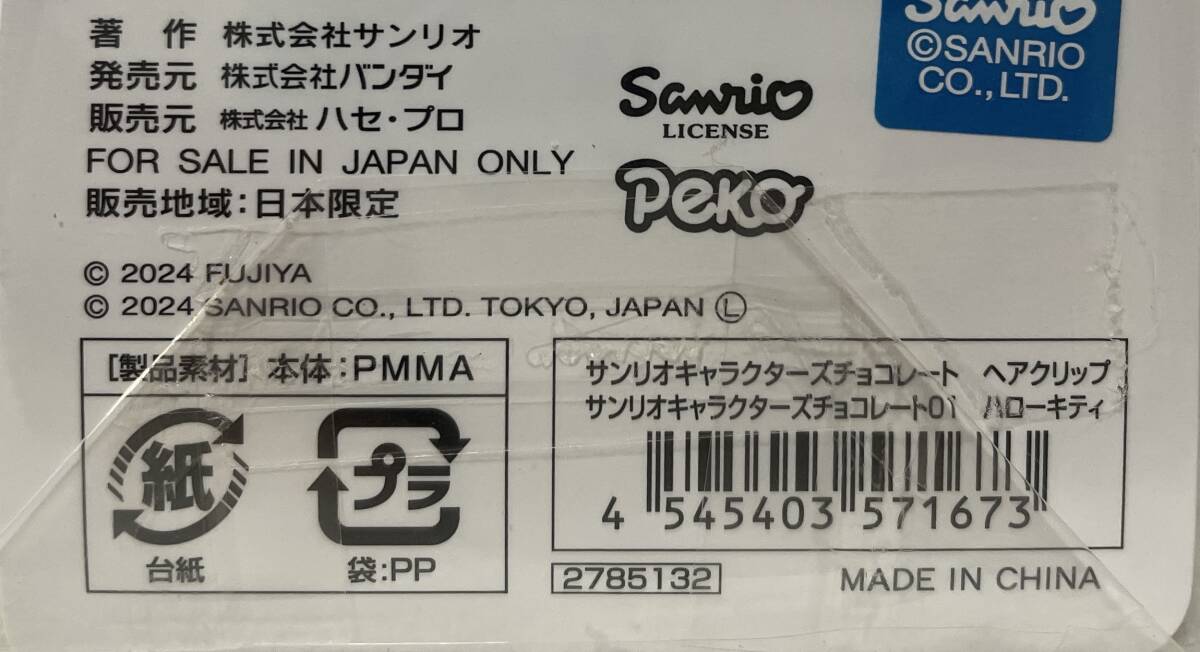 著 作 株式会社サンリオ
発売元 株式会社バンダイ
販売元 株式会社 ハセ・プロ
FOR SALE IN JAPAN ONLY
販売地域:日本限定
Sanrio
LICENSE
Peko
Sanrio
©SANRIO
CO.,LTD.
© 2024 FUJIYA
© 2024 SANRIO CO., LTD. TOKYO, JAPAN Ⓛ
[製品素材] 本体:PMMA
紙
台紙
プラ
袋:PP
サンリオキャラクターズチョコレート ヘアクリップ
サンリオキャラクターズチョコレート01 ハローキティ
4 545403 571673
2785132
MADE IN CHINA